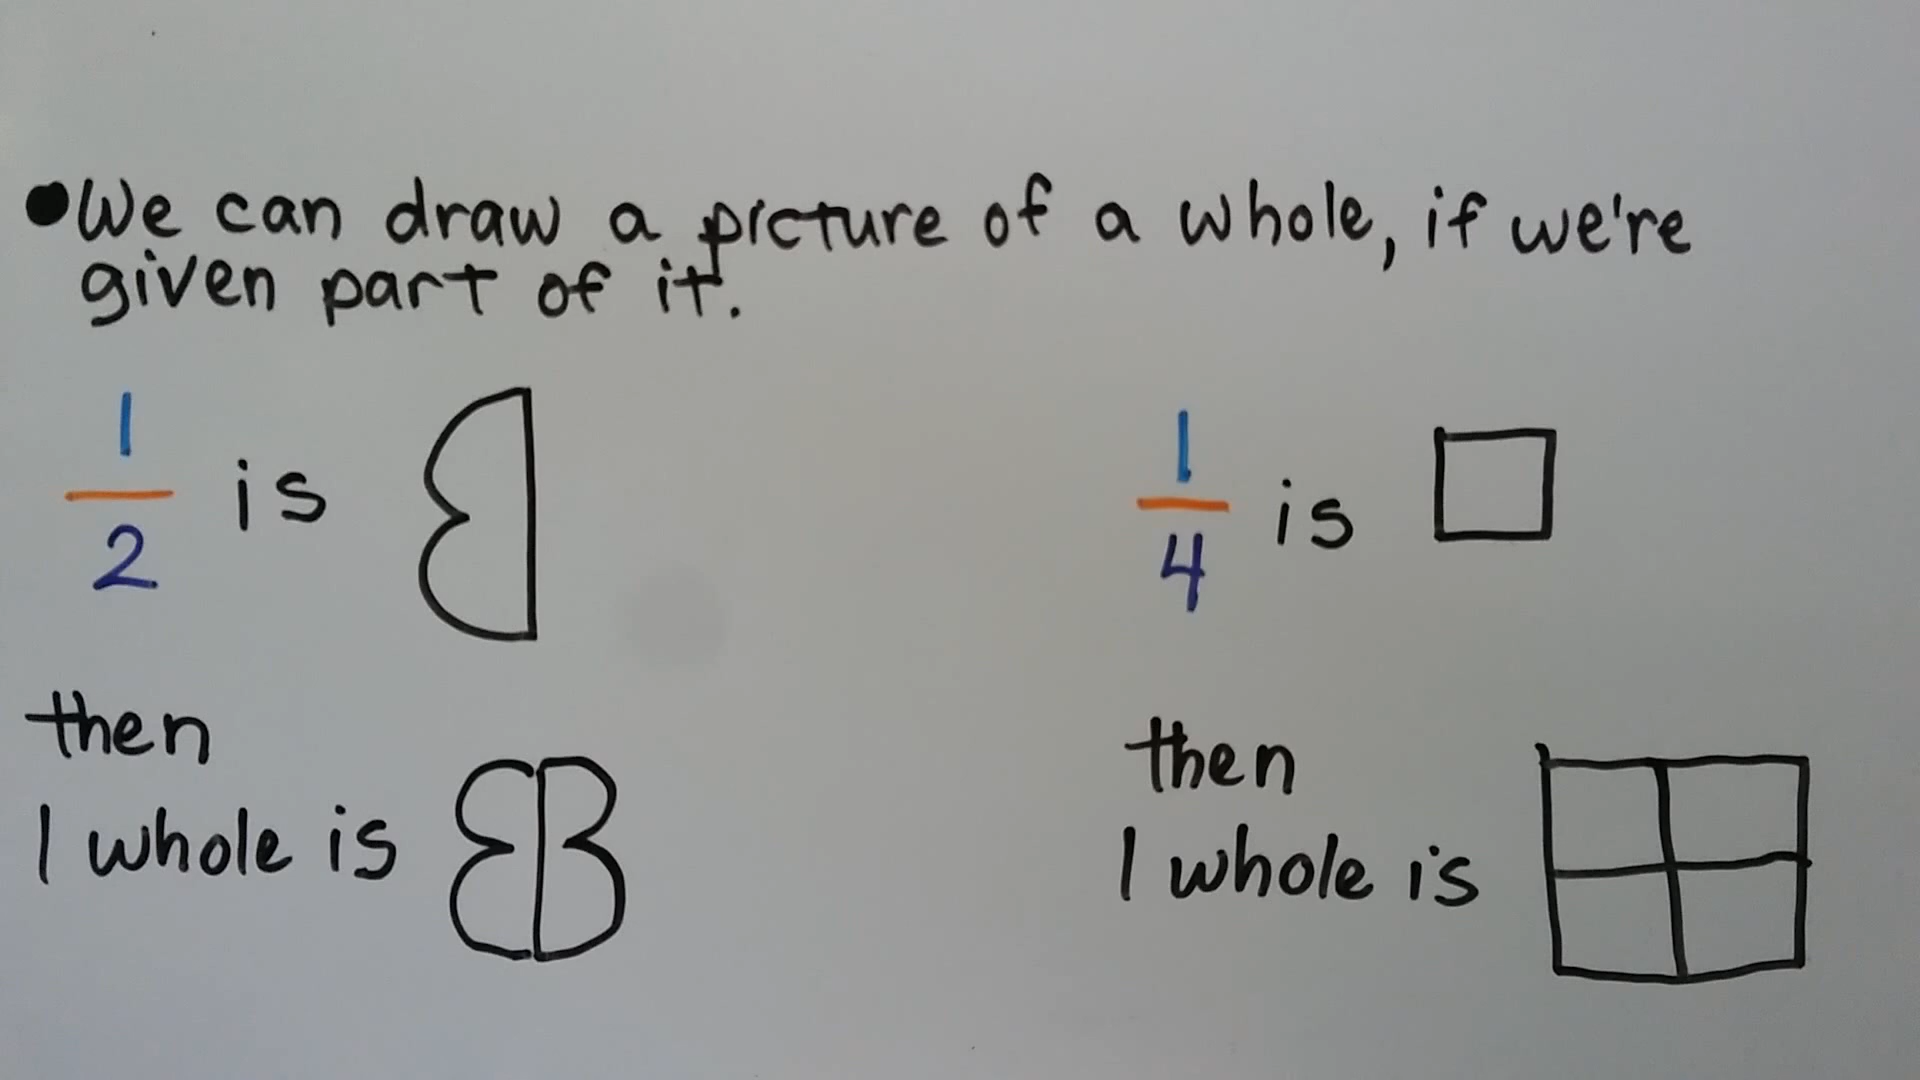 •We can draw a picture of a whole, if we're
given part of it.
1/2 is
then
1 whole is
1/4 is
then
1 whole is